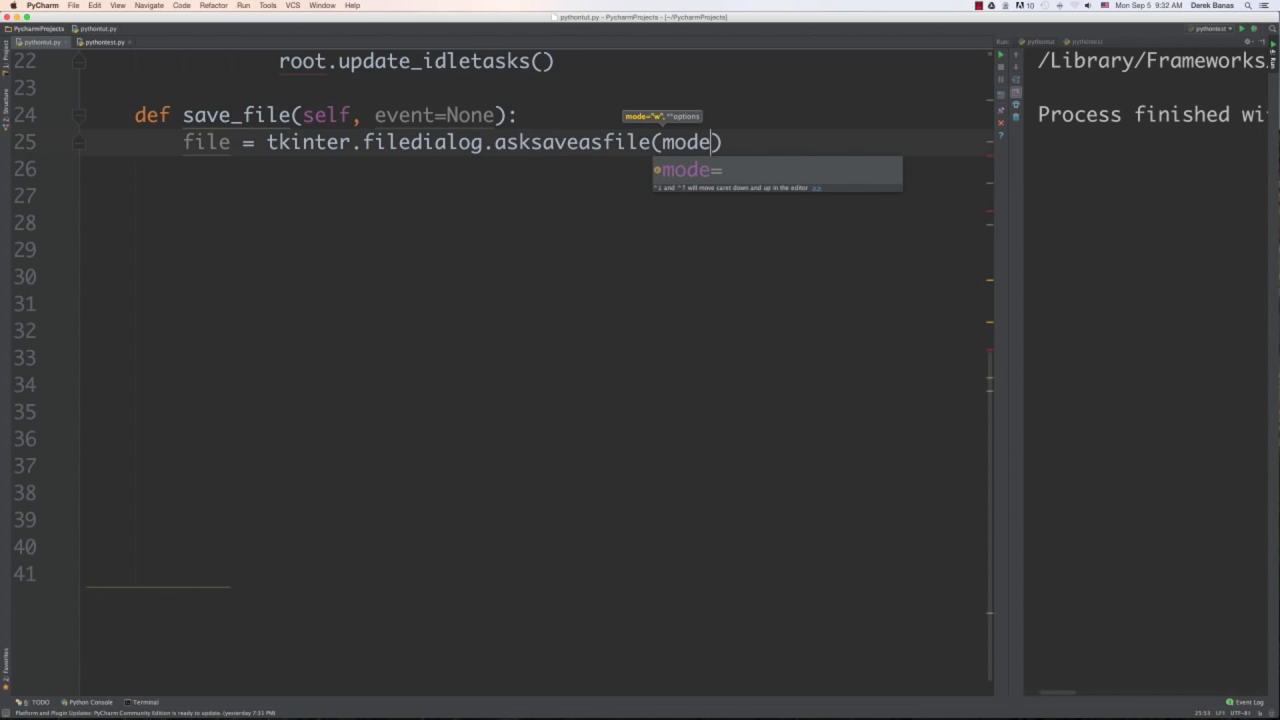 PyCharm File Edit View Navigate Code Refactor Run Tools VCS Window Help 10 Mon Sep 5 9:32 AM Derek Banas
pythontut.py - PycharmProjects - [~/PycharmProjects]
PycharmProjects pythontut.py pythontest
pythontut.py pythontest.py Run: pythontut pythontest
22 root.update_idletasks() /Library/Frameworks
23
24 def save_file(self, event=None): mode="w", **options Process finished wi
25 file = tkinter.filedialog.asksaveasfile(mode)
26 mode=
^↓ and ^↑ will move caret down and up in the editor >>
27
28
29
30
31
32
33
34
35
36
37
38
39
40
41
1: Project
7: Structure
2: Favorites
4: Run
6: TODO Python Console Terminal Event Log
Platform and Plugin Updates: PyCharm Community Edition is ready to update. (yesterday 7:31 PM) 25:53 LF÷ UTF-8÷